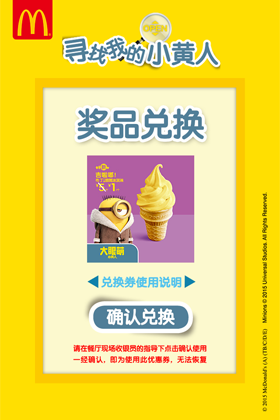 寻找我的小黄人
奖品兑换
大眼萌
兑换券使用说明
确认兑换
请在餐厅现场收银员的指导下点击确认使用
一经确认，即为使用此优惠券，无法恢复
Minions © 2015 Universal Studios. All Rights Reserved.
© 2015 McDonald's (A) (TB/C/D/E)